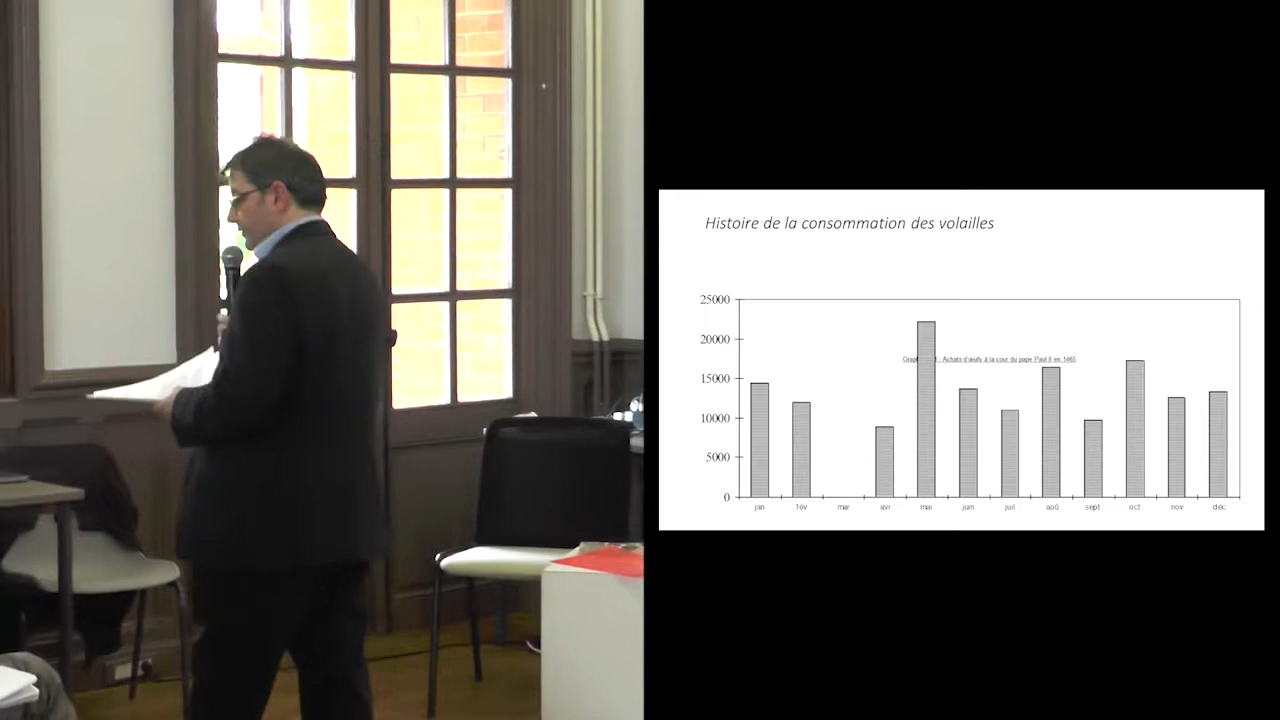 Histoire de la consommation des volailles
25000
20000
: Achats d'œufs à la cour du pape Paul II en 1465
15000
10000
5000
0
jan fév mar avr mai juin juil aoû sept oct nov déc